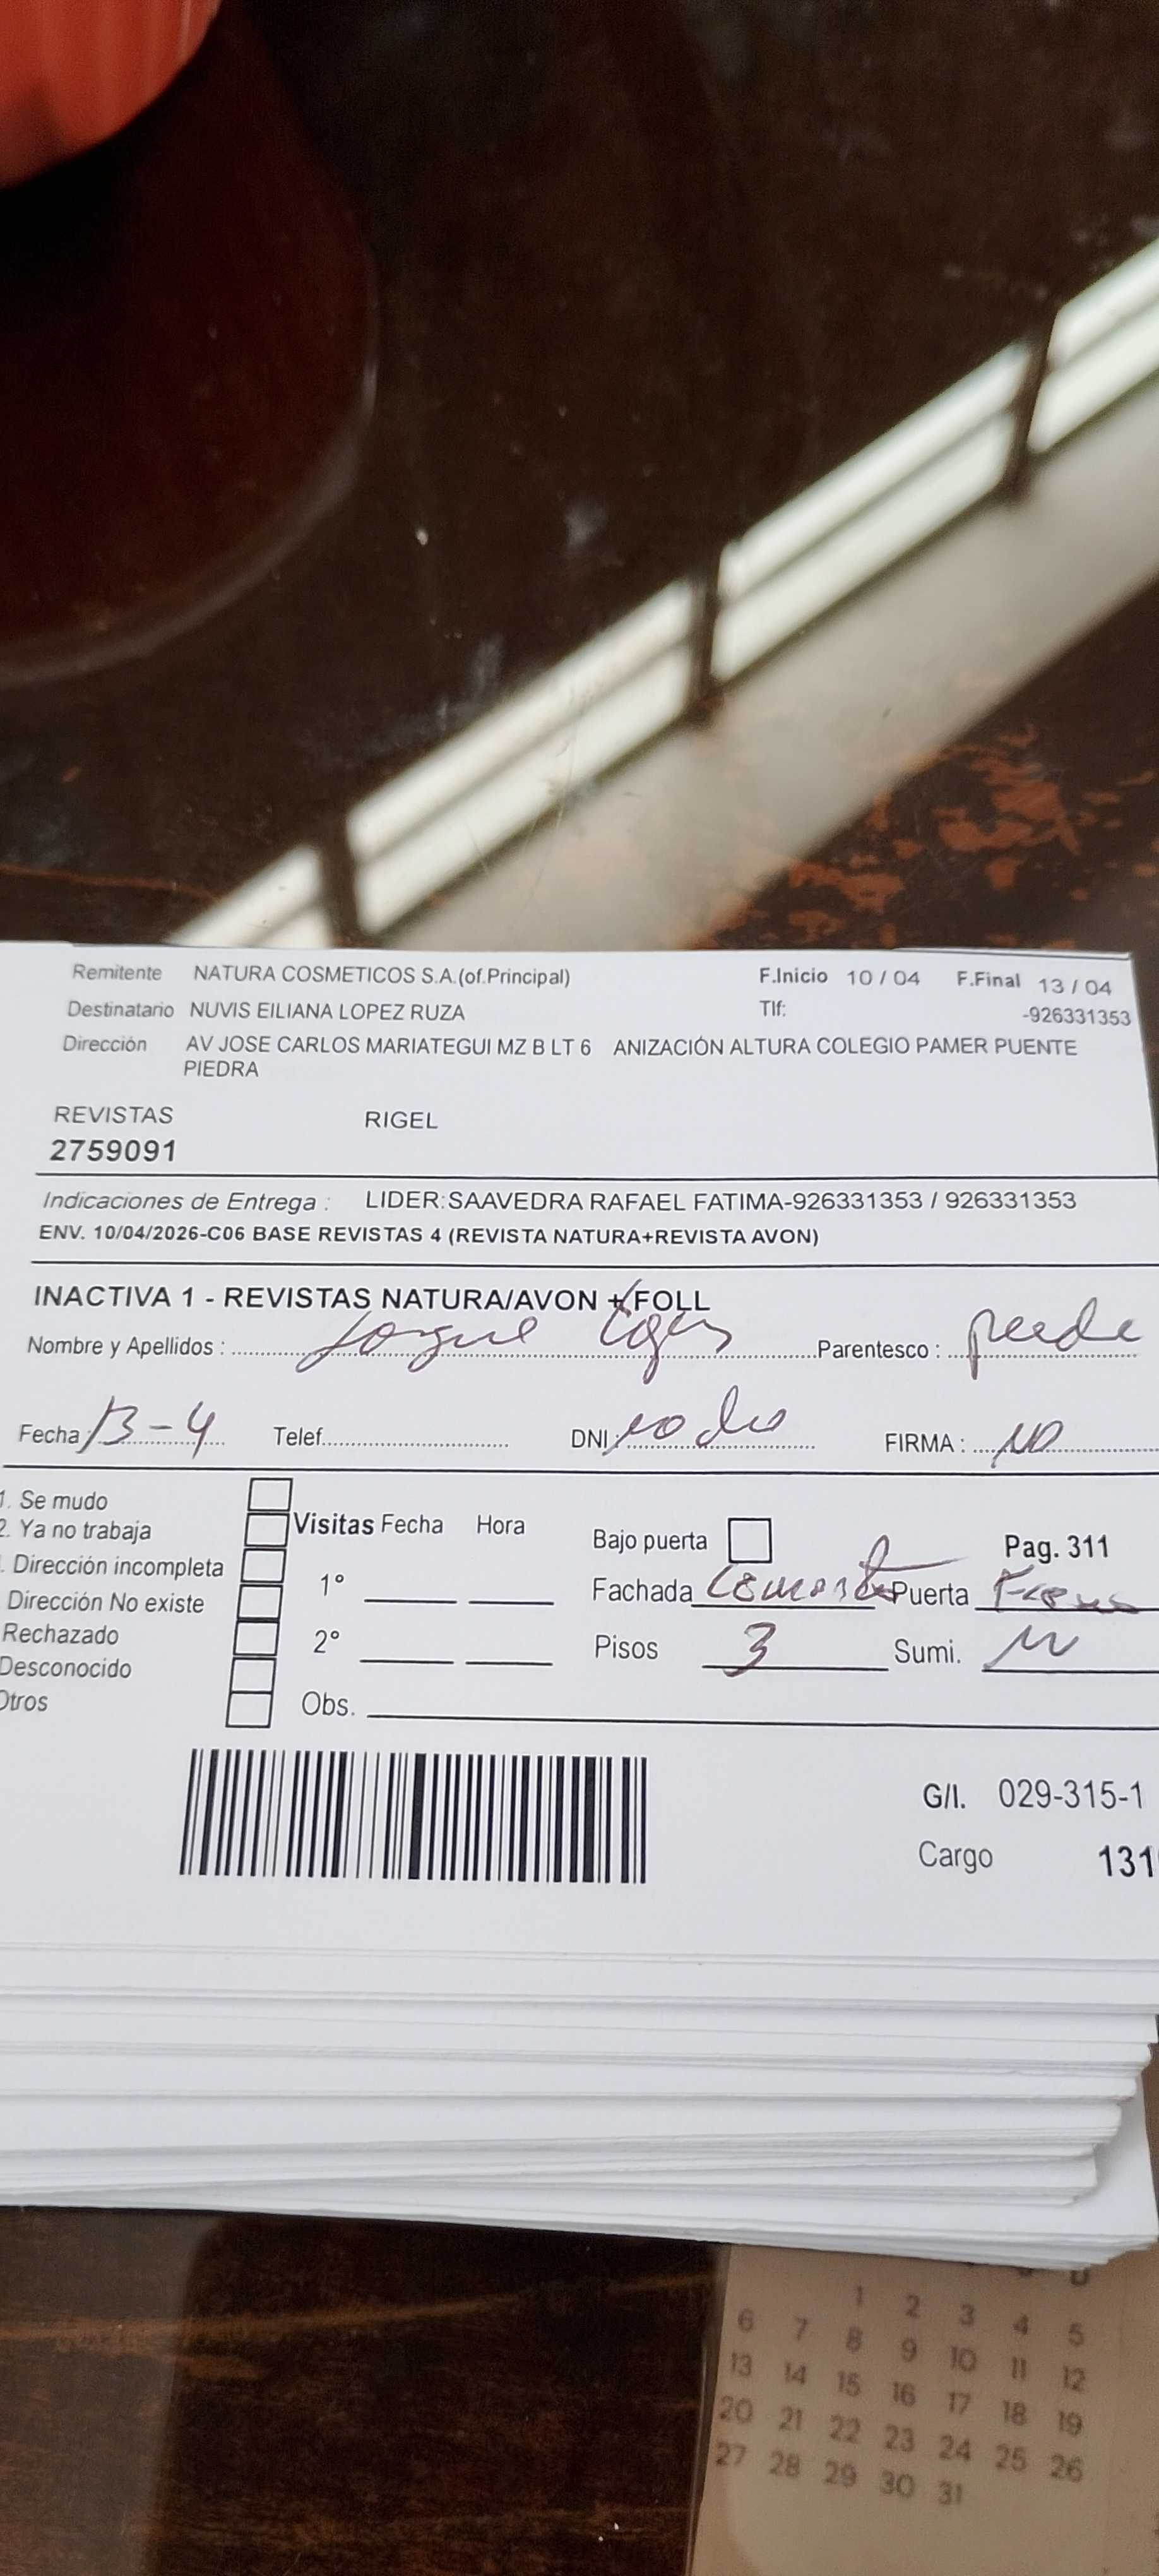 Remitente NATURA COSMETICOS S.A.(of.Principal) F.Inicio 10 / 04 F.Final 13 / 04
Destinatario NUVIS EILIANA LOPEZ RUZA Tlf: -926331353
Dirección AV JOSE CARLOS MARIATEGUI MZ B LT 6 ANIZACIÓN ALTURA COLEGIO PAMER PUENTE
PIEDRA
REVISTAS RIGEL
2759091
Indicaciones de Entrega : LIDER:SAAVEDRA RAFAEL FATIMA-926331353 / 926331353
ENV. 10/04/2026-C06 BASE REVISTAS 4 (REVISTA NATURA+REVISTA AVON)
INACTIVA 1 - REVISTAS NATURA/AVON + FOLL
Nombre y Apellidos : Parentesco :
Fecha 13-4 Telef. DNI FIRMA : NO
1. Se mudo
2. Ya no trabaja Visitas Fecha Hora Bajo puerta Pag. 311
. Dirección incompleta 1° Fachada Puerta
Dirección No existe
Rechazado 2° Pisos 3 Sumi.
Desconocido
Otros Obs.
G/I. 029-315-1
Cargo 131
1 2 3 4 5
6 7 8 9 10 11 12
13 14 15 16 17 18 19
20 21 22 23 24 25 26
27 28 29 30 31